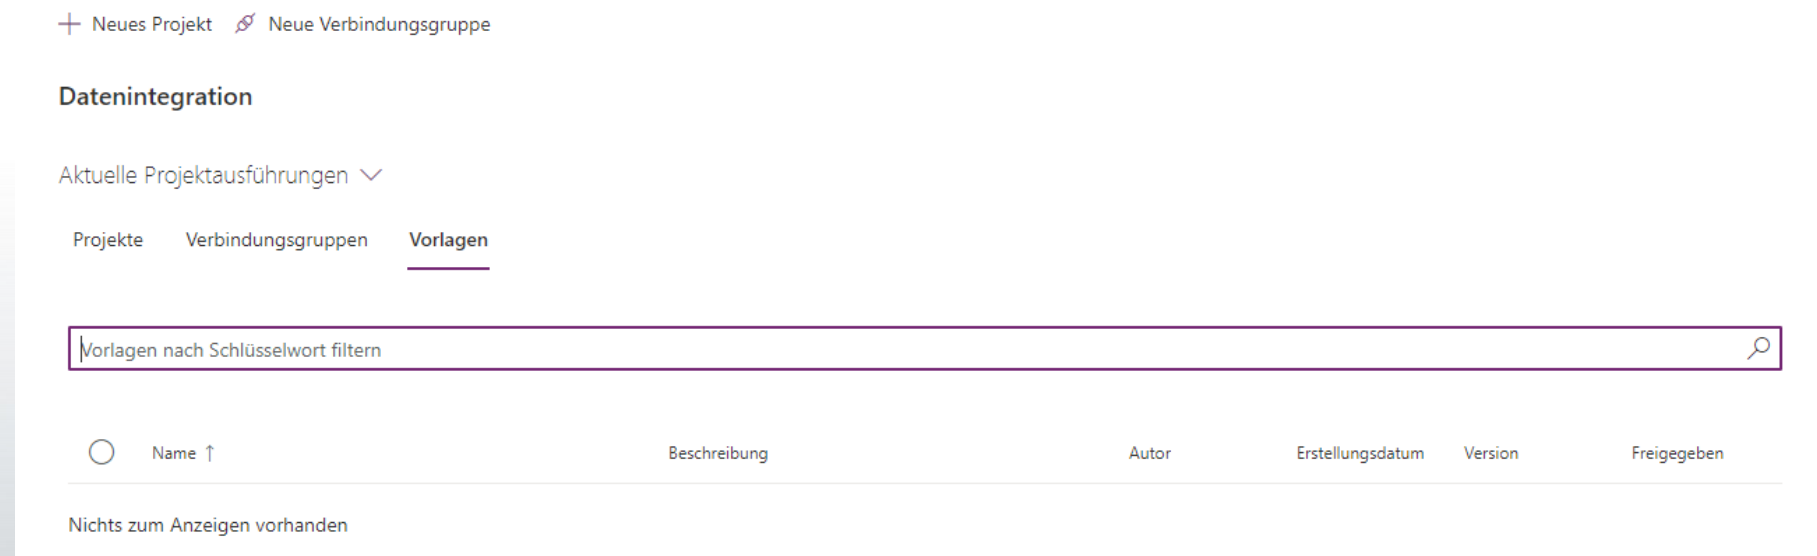 Neues Projekt Neue Verbindungsgruppe
Datenintegration
Aktuelle Projektausführungen
Projekte Verbindungsgruppen Vorlagen
Vorlagen nach Schlüsselwort filtern
Name ↑ Beschreibung Autor Erstellungsdatum Version Freigegeben
Nichts zum Anzeigen vorhanden